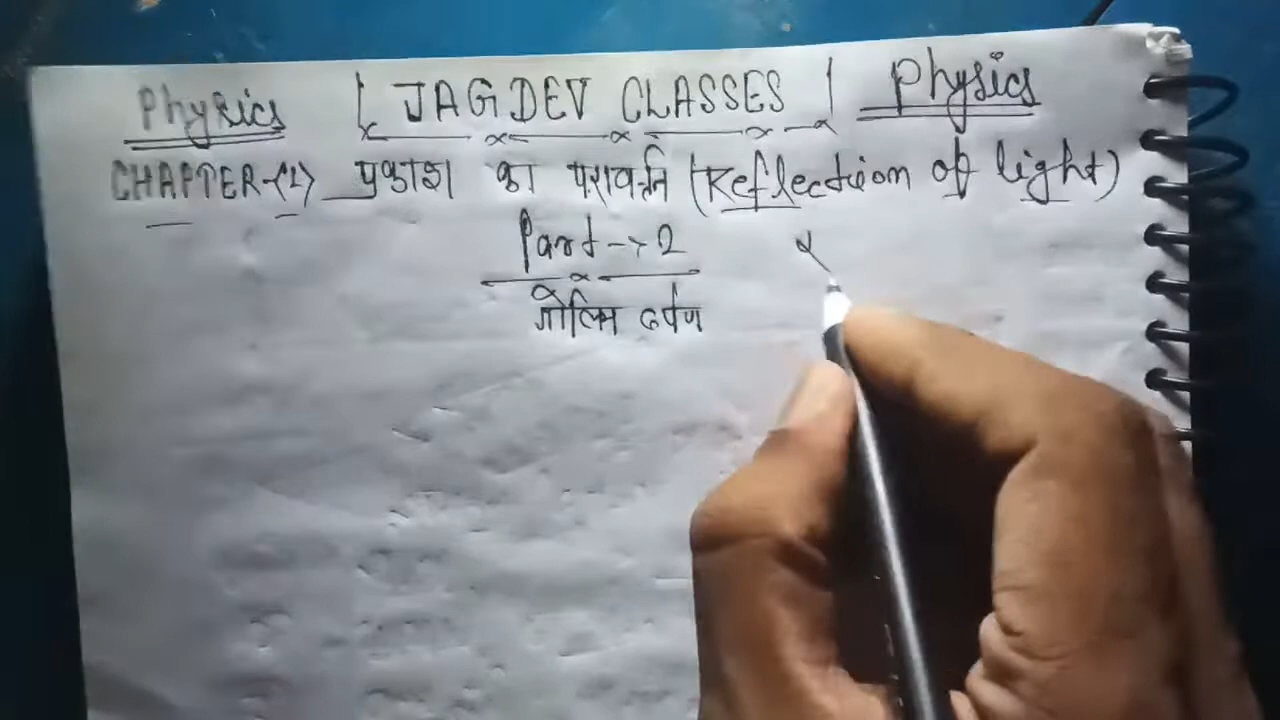 Physics [ JAGDEV CLASSES ] Physics
CHAPTER-(1) प्रकाश का परावर्तन (Reflection of light)
Part → 2
गोलिय दर्पण